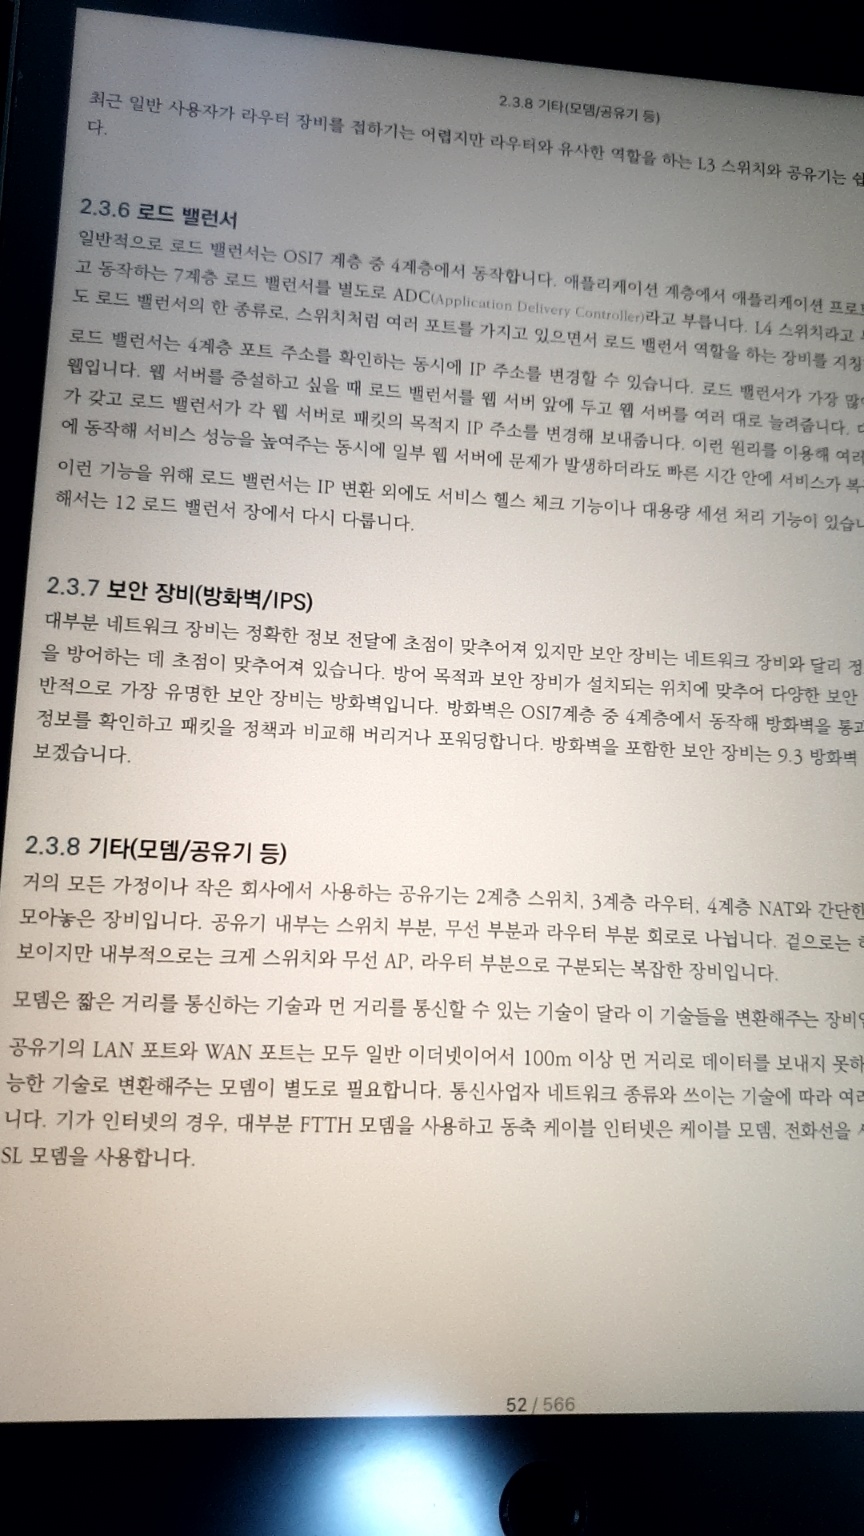 2.3.8 기타(모뎀/공유기 등)
최근 일반 사용자가 라우터 장비를 접하기는 어렵지만 라우터와 유사한 역할을 하는 L3 스위치와 공유기는 쉽
다.
2.3.6 로드 밸런서
일반적으로 로드 밸런서는 OSI7 계층 중 4계층에서 동작합니다. 애플리케이션 계층에서 애플리케이션 프로
고 동작하는 7계층 로드 밸런서를 별도로 ADC(Application Delivery Controller)라고 부릅니다. L4 스위치라고
도 로드 밸런서의 한 종류로, 스위치처럼 여러 포트를 가지고 있으면서 로드 밸런서 역할을 하는 장비를 지칭
로드 밸런서는 4계층 포트 주소를 확인하는 동시에 IP 주소를 변경할 수 있습니다. 로드 밸런서가 가장 많
웹입니다. 웹 서버를 증설하고 싶을 때 로드 밸런서를 웹 서버 앞에 두고 웹 서버를 여러 대로 늘려줍니다.
가 갖고 로드 밸런서가 각 웹 서버로 패킷의 목적지 IP 주소를 변경해 보내줍니다. 이런 원리를 이용해 여러
에 동작해 서비스 성능을 높여주는 동시에 일부 웹 서버에 문제가 발생하더라도 빠른 시간 안에 서비스가 복
이런 기능을 위해 로드 밸런서는 IP 변환 외에도 서비스 헬스 체크 기능이나 대용량 세션 처리 기능이 있습니
해서는 12 로드 밸런서 장에서 다시 다룹니다.
2.3.7 보안 장비(방화벽/IPS)
대부분 네트워크 장비는 정확한 정보 전달에 초점이 맞추어져 있지만 보안 장비는 네트워크 장비와 달리 정
을 방어하는 데 초점이 맞추어져 있습니다. 방어 목적과 보안 장비가 설치되는 위치에 맞추어 다양한 보안
반적으로 가장 유명한 보안 장비는 방화벽입니다. 방화벽은 OSI7계층 중 4계층에서 동작해 방화벽을 통과
정보를 확인하고 패킷을 정책과 비교해 버리거나 포워딩합니다. 방화벽을 포함한 보안 장비는 9.3 방화벽
보겠습니다.
2.3.8 기타(모뎀/공유기 등)
거의 모든 가정이나 작은 회사에서 사용하는 공유기는 2계층 스위치, 3계층 라우터, 4계층 NAT와 간단한
모아놓은 장비입니다. 공유기 내부는 스위치 부분, 무선 부분과 라우터 부분 회로로 나뉩니다. 겉으로는
보이지만 내부적으로는 크게 스위치와 무선 AP, 라우터 부분으로 구분되는 복잡한 장비입니다.
모뎀은 짧은 거리를 통신하는 기술과 먼 거리를 통신할 수 있는 기술이 달라 이 기술들을 변환해주는 장비입
공유기의 LAN 포트와 WAN 포트는 모두 일반 이더넷이어서 100m 이상 먼 거리로 데이터를 보내지 못하
능한 기술로 변환해주는 모뎀이 별도로 필요합니다. 통신사업자 네트워크 종류와 쓰이는 기술에 따라 여러
니다. 기가 인터넷의 경우, 대부분 FTTH 모뎀을 사용하고 동축 케이블 인터넷은 케이블 모뎀, 전화선을
SL 모뎀을 사용합니다.
52 / 566